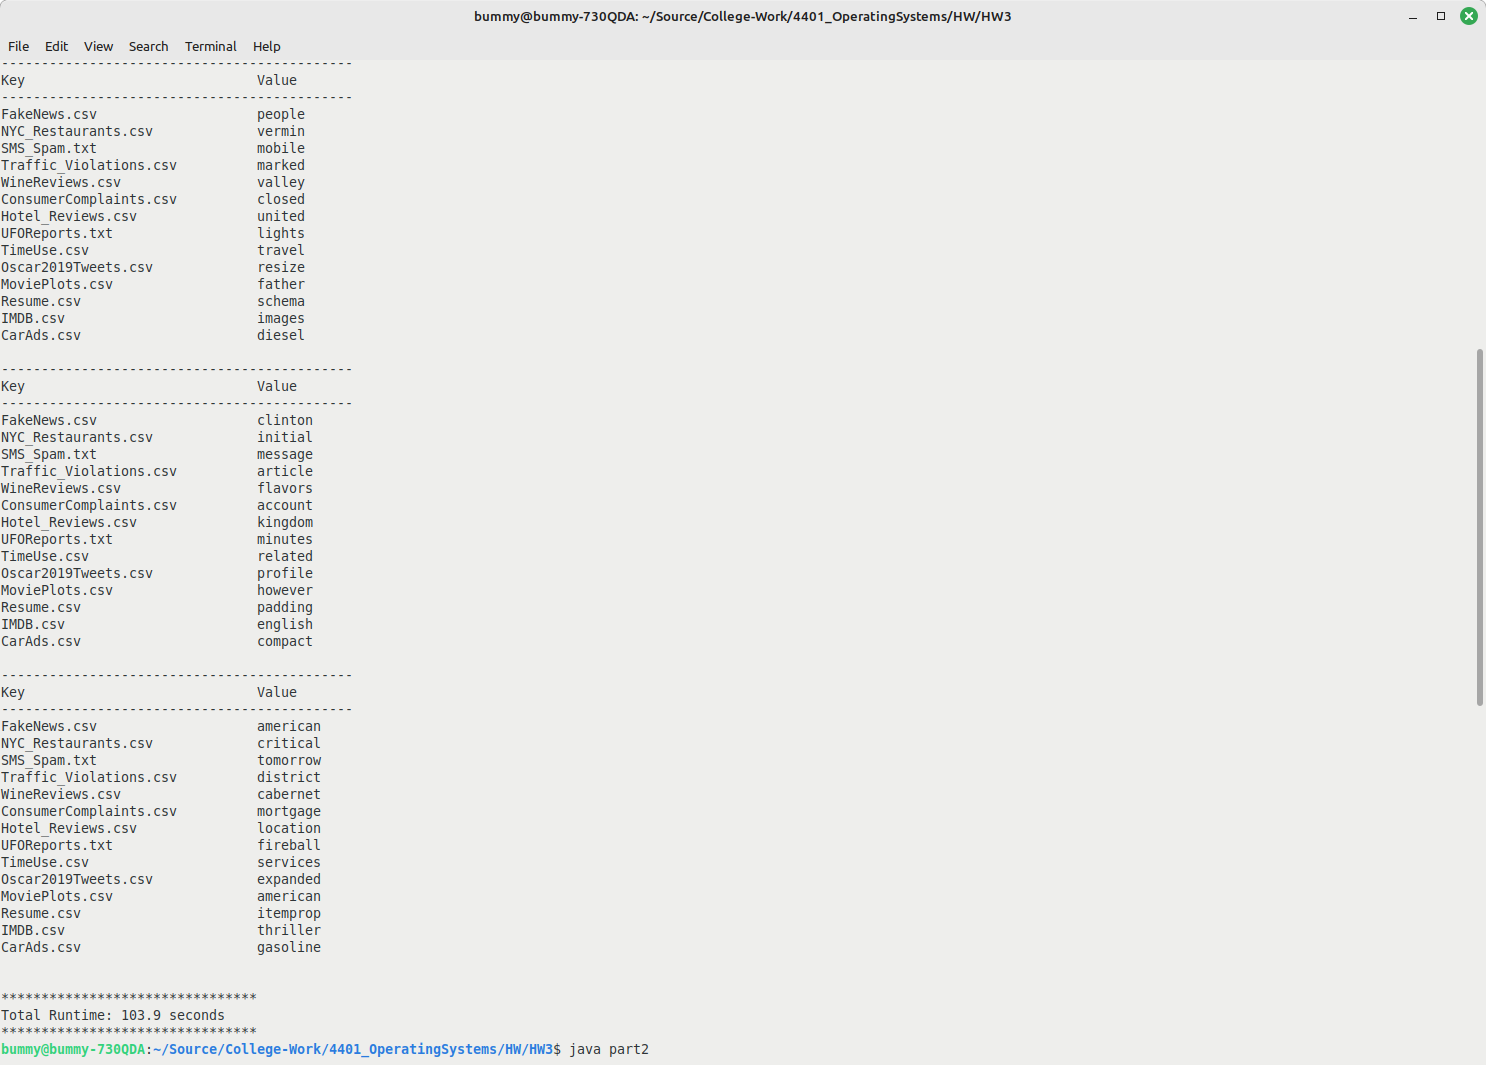 bummy@bummy-730QDA: ~/Source/College-Work/4401_OperatingSystems/HW/HW3
File Edit View Search Terminal Help
--------------------------------------------
Key Value
--------------------------------------------
FakeNews.csv people
NYC_Restaurants.csv vermin
SMS_Spam.txt mobile
Traffic_Violations.csv marked
WineReviews.csv valley
ConsumerComplaints.csv closed
Hotel_Reviews.csv united
UFOReports.txt lights
TimeUse.csv travel
Oscar2019Tweets.csv resize
MoviePlots.csv father
Resume.csv schema
IMDB.csv images
CarAds.csv diesel
--------------------------------------------
Key Value
--------------------------------------------
FakeNews.csv clinton
NYC_Restaurants.csv initial
SMS_Spam.txt message
Traffic_Violations.csv article
WineReviews.csv flavors
ConsumerComplaints.csv account
Hotel_Reviews.csv kingdom
UFOReports.txt minutes
TimeUse.csv related
Oscar2019Tweets.csv profile
MoviePlots.csv however
Resume.csv padding
IMDB.csv english
CarAds.csv compact
--------------------------------------------
Key Value
--------------------------------------------
FakeNews.csv american
NYC_Restaurants.csv critical
SMS_Spam.txt tomorrow
Traffic_Violations.csv district
WineReviews.csv cabernet
ConsumerComplaints.csv mortgage
Hotel_Reviews.csv location
UFOReports.txt fireball
TimeUse.csv services
Oscar2019Tweets.csv expanded
MoviePlots.csv american
Resume.csv itemprop
IMDB.csv thriller
CarAds.csv gasoline
********************************
Total Runtime: 103.9 seconds
********************************
bummy@bummy-730QDA:~/Source/College-Work/4401_OperatingSystems/HW/HW3$ java part2